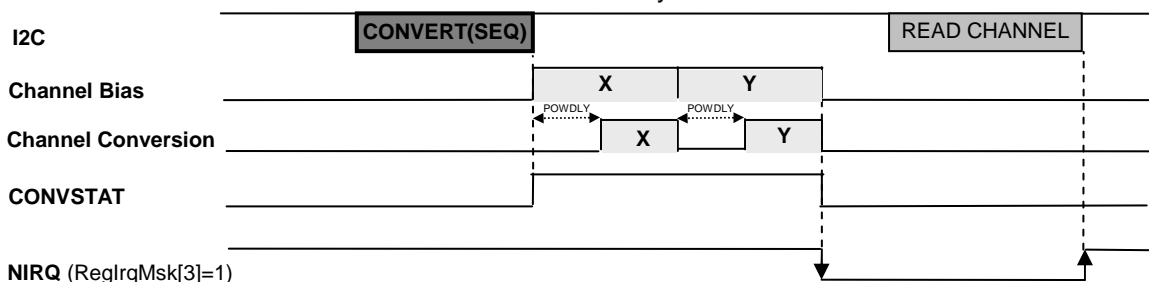 I2C CONVERT(SEQ) READ CHANNEL
Channel Bias X Y
POWDLY POWDLY
Channel Conversion X Y
CONVSTAT
NIRQ (RegIrqMsk[3]=1)